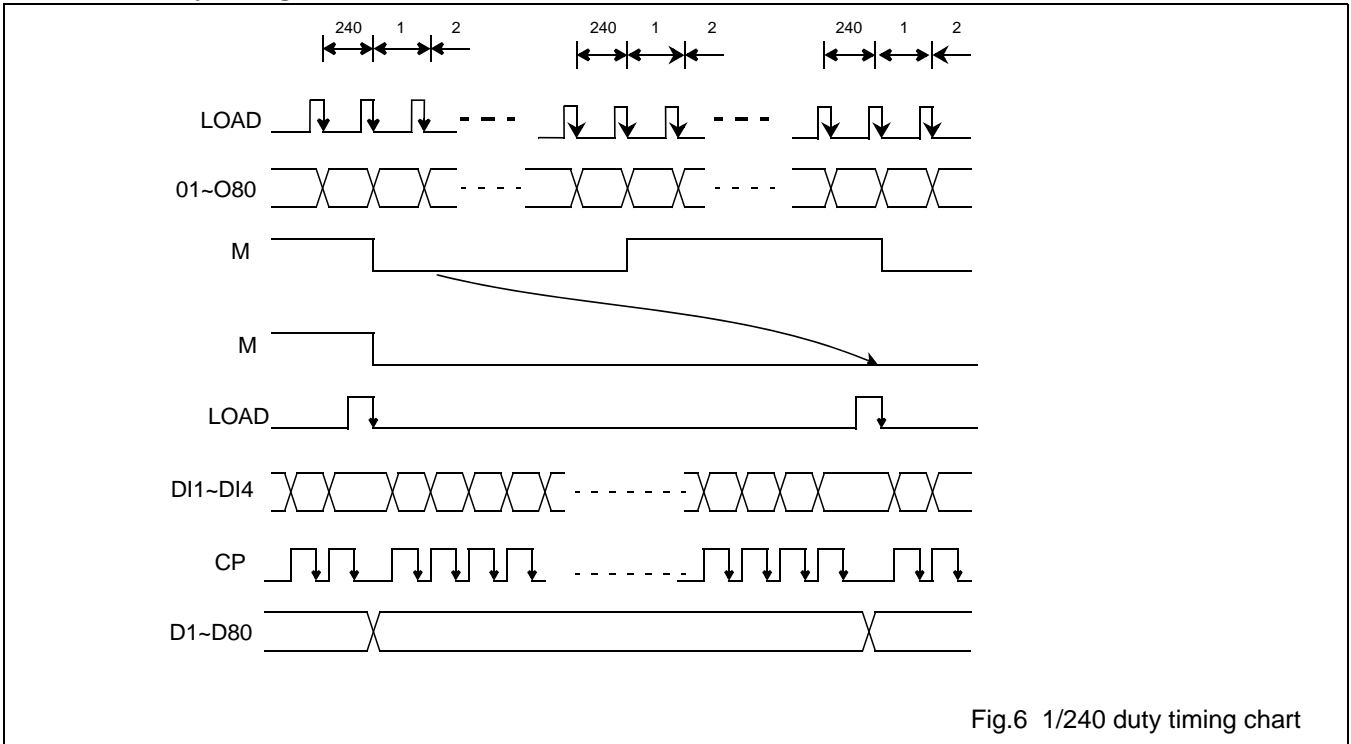 240 1 2 240 1 2 240 1 2
LOAD
01~O80
M
M
LOAD
DI1~DI4
CP
D1~D80
Fig.6 1/240 duty timing chart